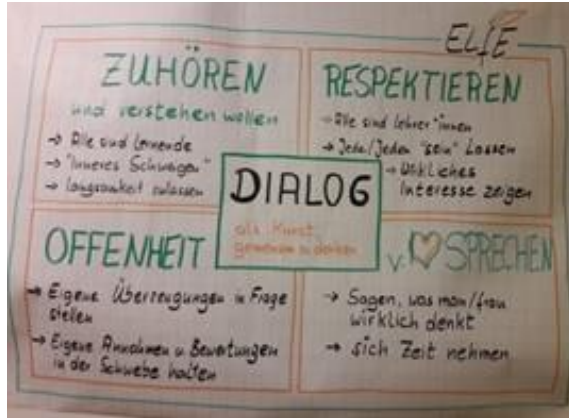 ELIE
ZUHÖREN
und verstehen wollen
→ Alle sind Lernende
→ "Inneres Schweigen"
→ Langsamkeit zulassen
RESPEKTIEREN
→ Alle sind Lehrer*innen
→ Jede/Jeden "sein" Lassen
→ Wirkliches
Interesse zeigen
DIALOG
als Kunst
gemeinsam zu denken
OFFENHEIT
→ Eigene Überzeugungen in Frage
stellen
→ Eigene Annahmen u. Bewertungen
in der Schwebe halten
v. SPRECHEN
→ Sagen, was man/frau
wirklich denkt
→ sich Zeit nehmen